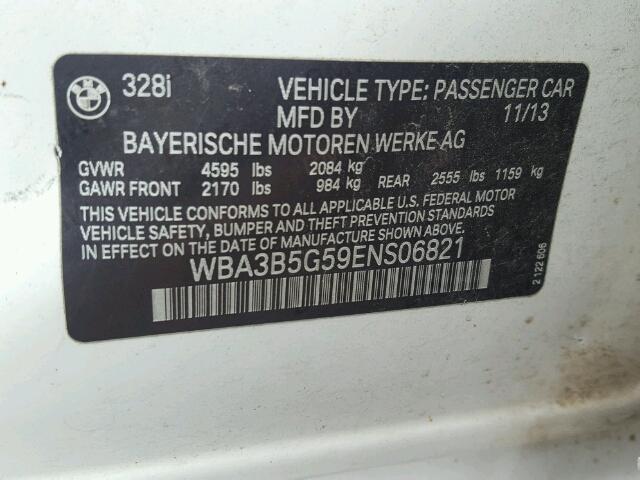 328i VEHICLE TYPE: PASSENGER CAR
MFD BY 11/13
BAYERISCHE MOTOREN WERKE AG
GVWR 4595 lbs 2084 kg
GAWR FRONT 2170 lbs 984 kg REAR 2555 lbs 1159 kg
THIS VEHICLE CONFORMS TO ALL APPLICABLE U.S. FEDERAL MOTOR
VEHICLE SAFETY, BUMPER AND THEFT PREVENTION STANDARDS
IN EFFECT ON THE DATE OF MANUFACTURE SHOWN ABOVE.
WBA3B5G59ENS06821
2 122 606